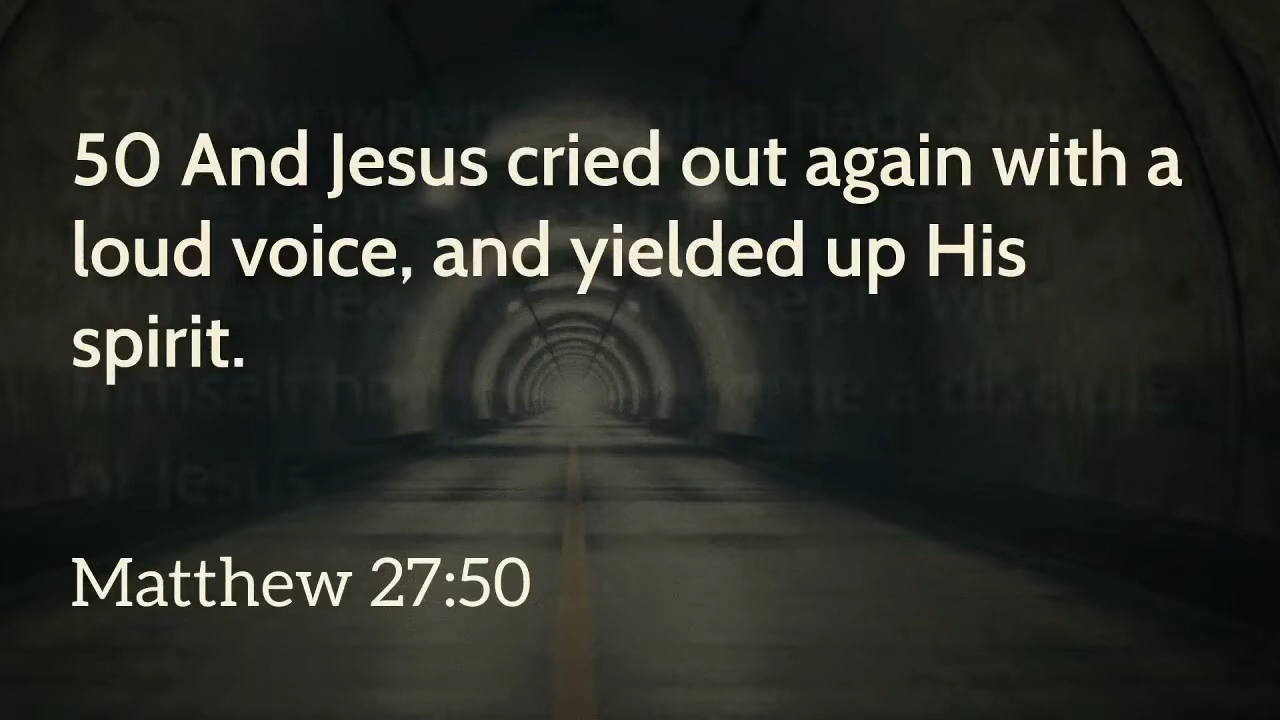 50 And Jesus cried out again with a
loud voice, and yielded up His
spirit.
Matthew 27:50